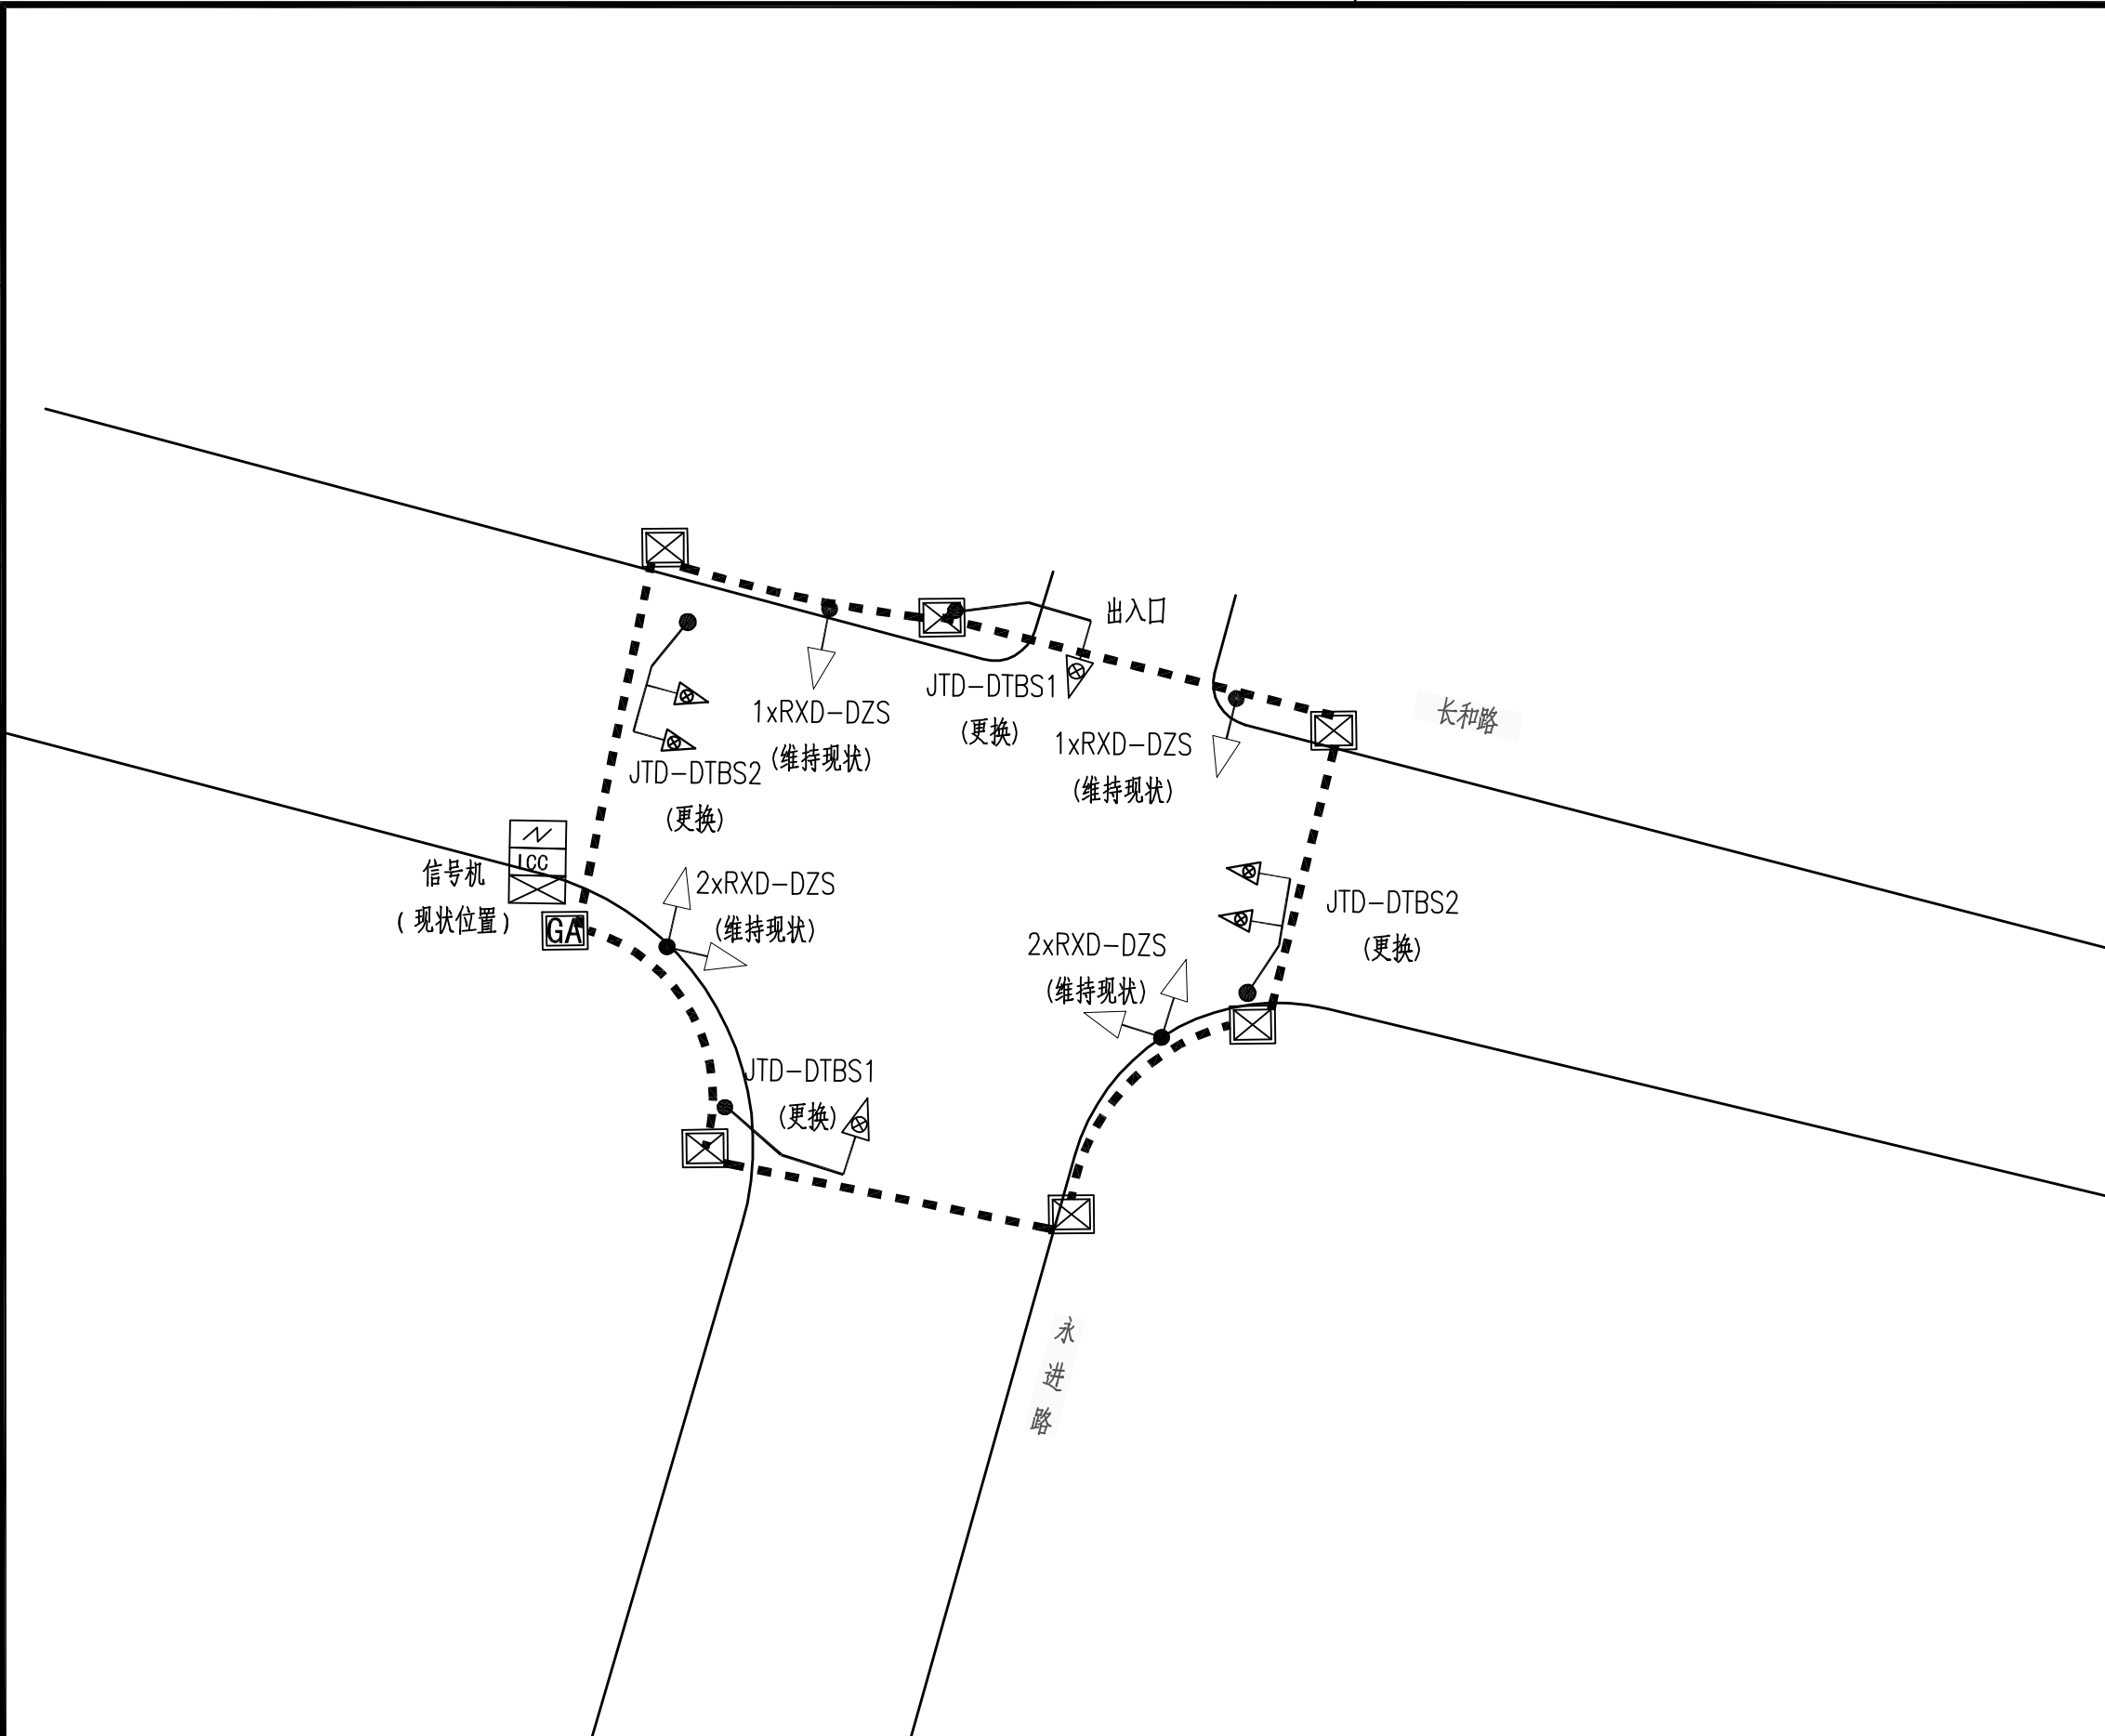 出入口
JTD-DTBS1
(更换)
1xRXD-DZS
(维持现状)
长和路
1xRXD-DZS
(维持现状)
JTD-DTBS2
(更换)
LCC
信号机
(现状位置)
GA
2xRXD-DZS
(维持现状)
JTD-DTBS2
(更换)
2xRXD-DZS
(维持现状)
JTD-DTBS1
(更换)
永
进
路